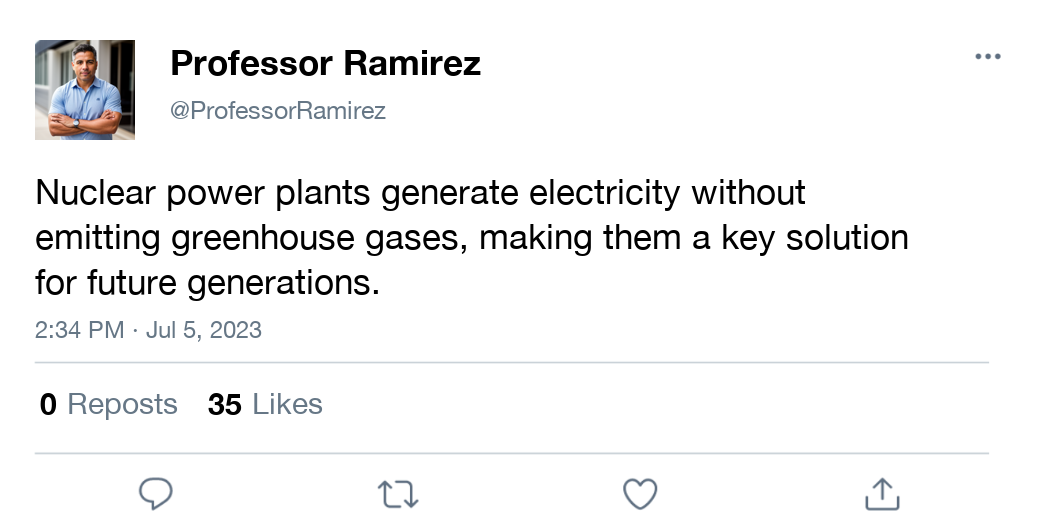 Professor Ramirez
@ProfessorRamirez
Nuclear power plants generate electricity without
emitting greenhouse gases, making them a key solution
for future generations.
2:34 PM · Jul 5, 2023
0 Reposts 35 Likes